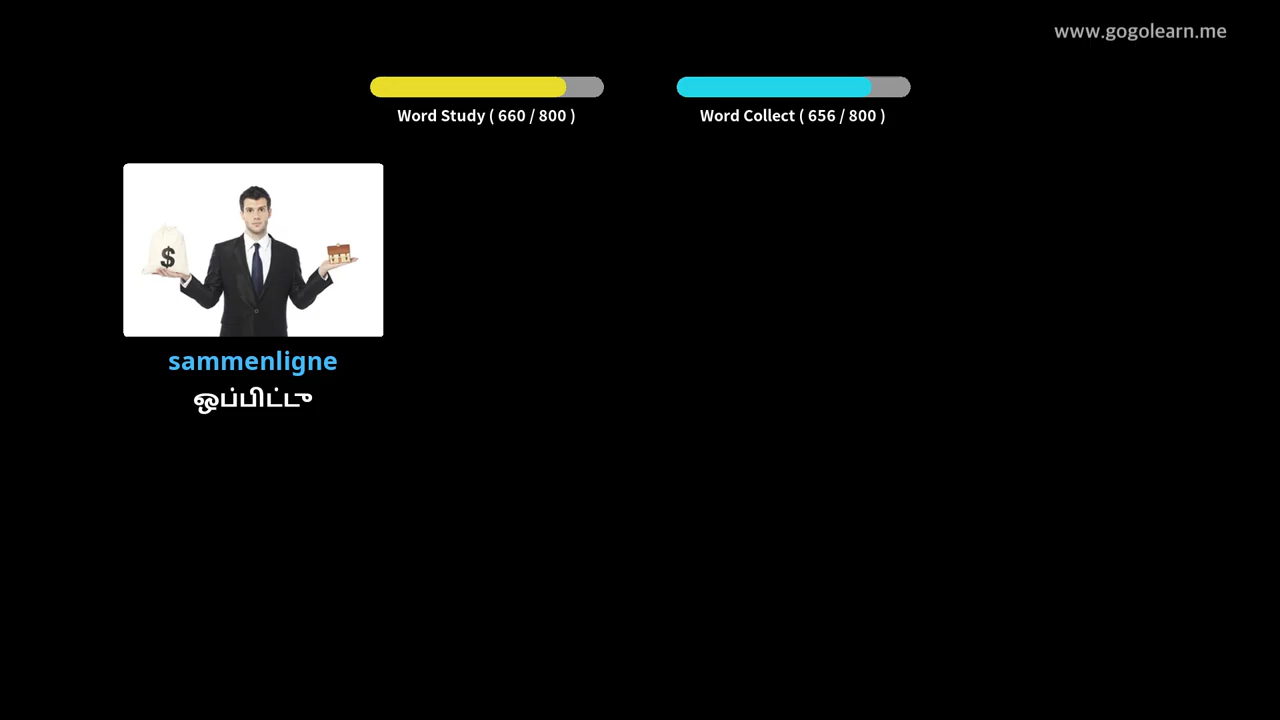 www.gogolearn.me
Word Study ( 660 / 800 )
Word Collect ( 656 / 800 )
$
sammenligne
ஒப்பிட்டு